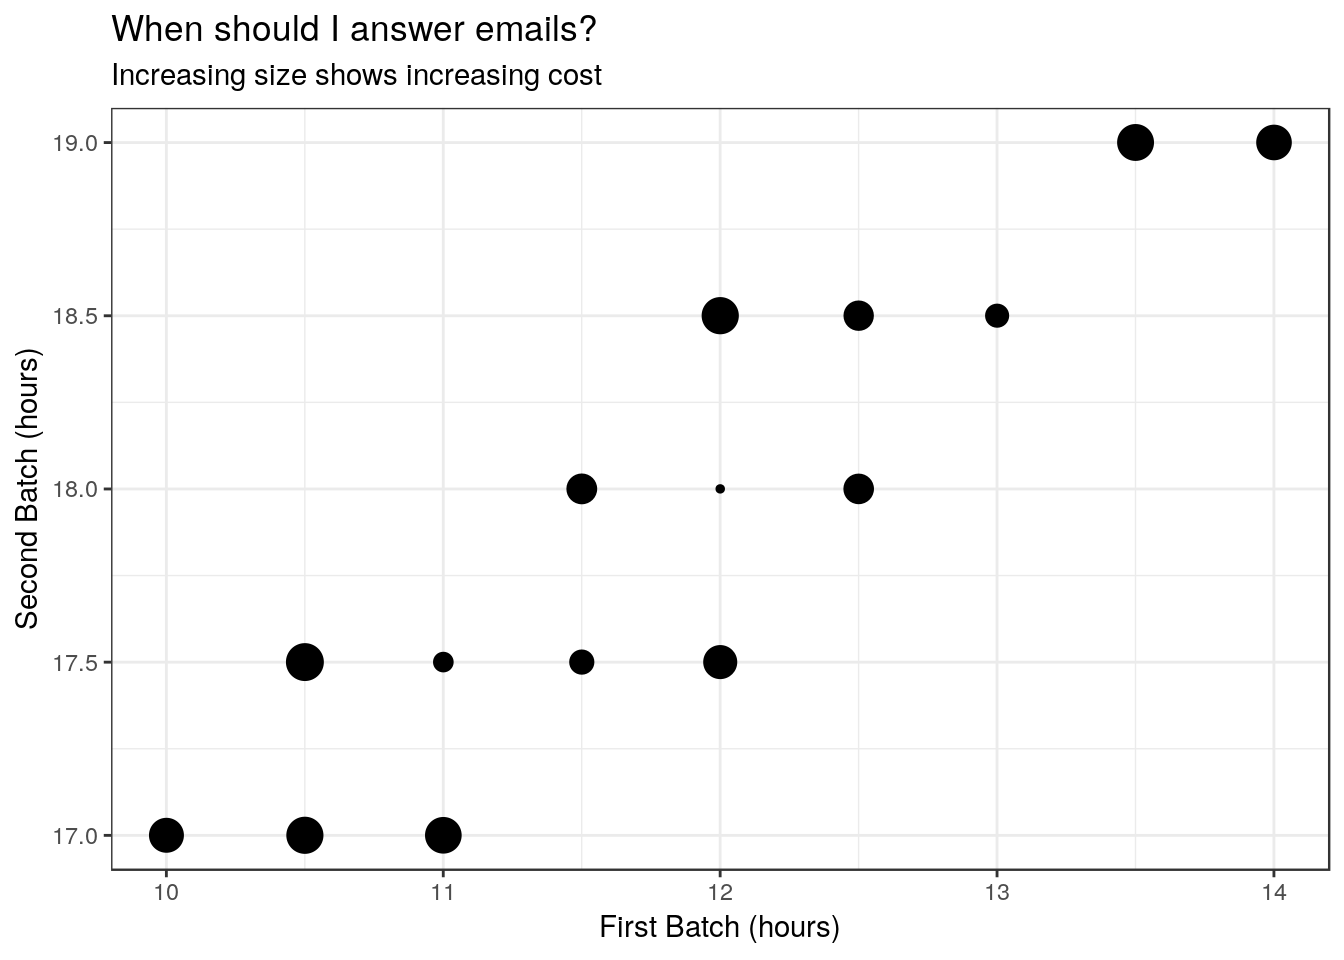 When should I answer emails?
Increasing size shows increasing cost
19.0
18.5
18.0
17.5
17.0
Second Batch (hours)
10 11 12 13 14
First Batch (hours)